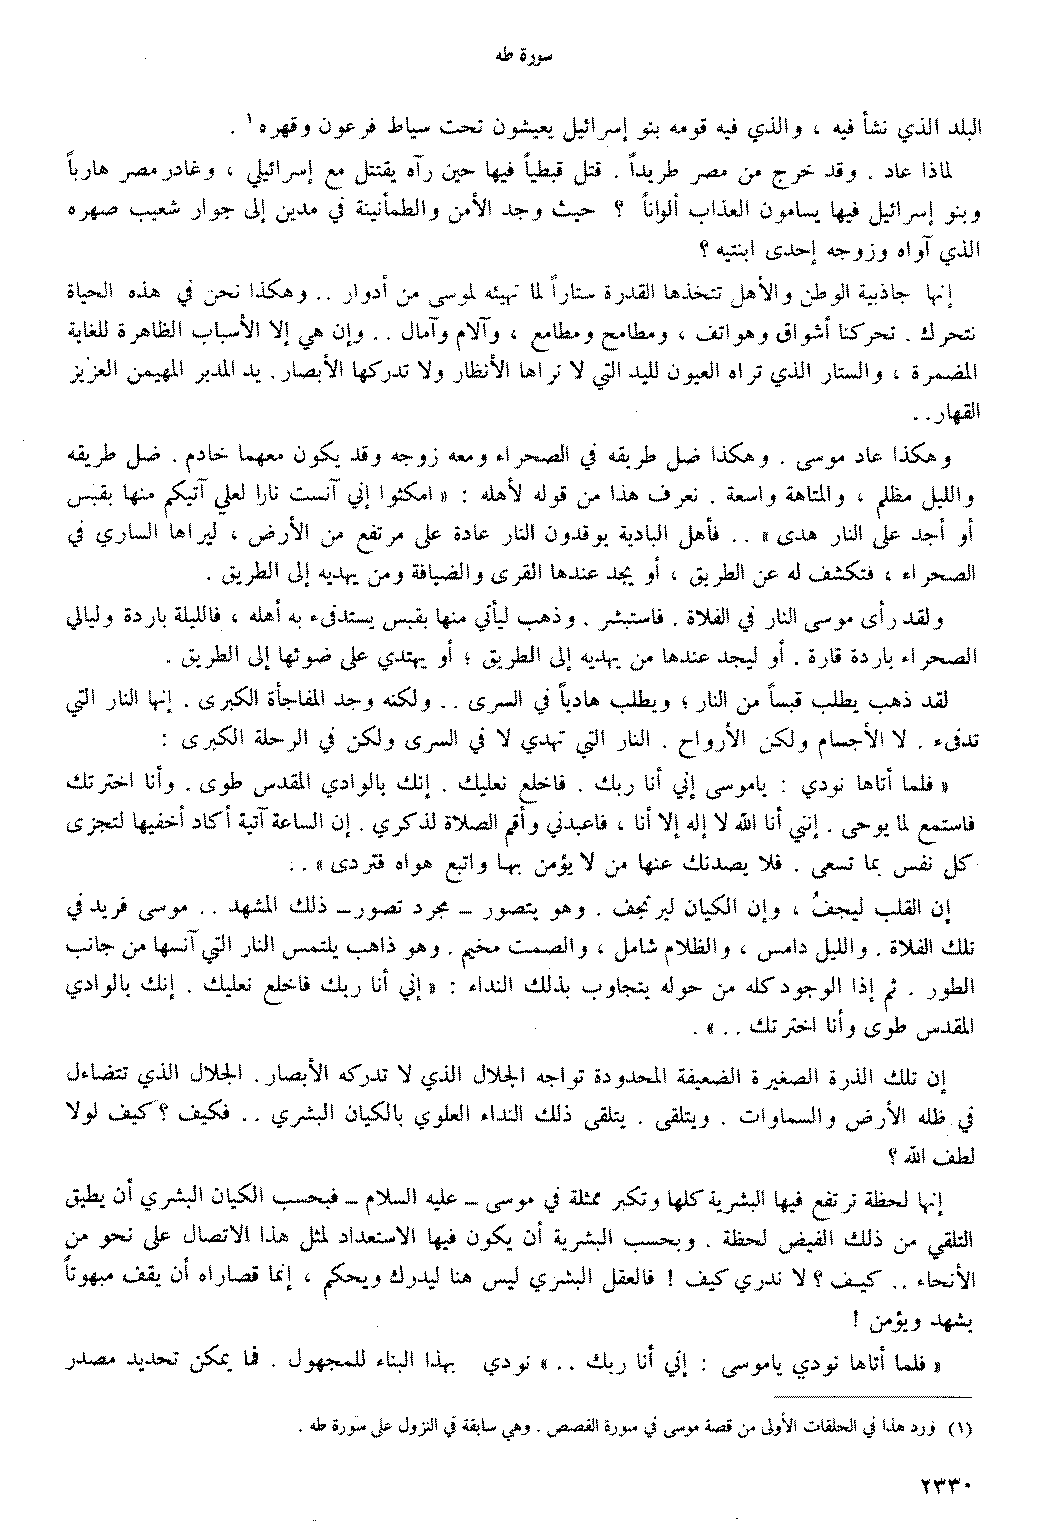 سورة طه
البلد الذي نشأ فيه ، والذي فيه قومه بنو إسرائيل يعيشون تحت سياط فرعون وقهره ١ .
لماذا عاد . وقد خرج من مصر طريداً . قتل قبطياً فيها حين رآه يقتتل مع إسرائيلي ، وغادر مصر هارباً
وبنو إسرائيل فيها يسامون العذاب ألواناً ؟ حيث وجد الأمن والطمأنينة في مدين إلى جوار شعيب صهره
الذي آواه وزوجه إحدى ابنتيه ؟
إنها جاذبية الوطن والأهل تتخذها القدرة ستاراً لما تهيئه لموسى من أدوار .. وهكذا نحن في هذه الحياة
نتحرك . تحركنا أشواق وهواتف ، ومطامح ومطامع ، وآلام وآمال .. وإن هي إلا الأسباب الظاهرة للغاية
المضمرة ، والستار الذي تراه العيون لليد التي لا تراها الأنظار ولا تدركها الأبصار . يد المدبر المهيمن العزيز
القهار ..
وهكذا عاد موسى . وهكذا ضل طريقه في الصحراء ومعه زوجه وقد يكون معهما خادم . ضل طريقه
والليل مظلم ، والمتاهة واسعة . نعرف هذا من قوله لأهله : « امكثوا إني آنست نارا لعلي آتيكم منها بقبس
أو أجد على النار هدى » .. فأهل البادية يوقدون النار عادة على مرتفع من الأرض ، ليراها الساري في
الصحراء ، فتكشف له عن الطريق ، أو يجد عندها القرى والضيافة ومن يهديه إلى الطريق .
ولقد رأى موسى النار في الفلاة . فاستبشر . وذهب ليأتي منها بقبس يستدفىء به أهله ، فالليلة باردة وليالي
الصحراء باردة قارة . أو ليجد عندها من يهديه إلى الطريق ؛ أو يهتدي على ضوئها إلى الطريق .
لقد ذهب يطلب قبساً من النار ؛ ويطلب هادياً في السرى .. ولكنه وجد المفاجأة الكبرى . إنها النار التي
تدفىء . لا الأجسام ولكن الأرواح . النار التي تهدي لا في السرى ولكن في الرحلة الكبرى :
« فلما أتاها نودي : ياموسى إني أنا ربك . فاخلع نعليك . إنك بالوادي المقدس طوى . وأنا اخترتك
فاستمع لما يوحى . إنني أنا الله لا إله إلا أنا ، فاعبدني وأقم الصلاة لذكري . إن الساعة آتية أكاد أخفيها لتجزى
كل نفس بما تسعى . فلا يصدنك عنها من لا يؤمن بها واتبع هواه فتردى » ..
إن القلب ليجفُ ، وإن الكيان ليرتجف . وهو يتصور ــ مجرد تصور ــ ذلك المشهد .. موسى فريد في
تلك الفلاة . والليل دامس ، والظلام شامل ، والصمت مخيم . وهو ذاهب يلتمس النار التي آنسها من جانب
الطور . ثم إذا الوجود كله من حوله يتجاوب بذلك النداء : « إني أنا ربك فاخلع نعليك . إنك بالوادي
المقدس طوى وأنا اخترتك .. » .
إن تلك الذرة الصغيرة الضعيفة المحدودة تواجه الجلال الذي لا تدركه الأبصار . الجلال الذي تتضاءل
في ظله الأرض والسماوات . ويتلقى . يتلقى ذلك النداء العلوي بالكيان البشري .. فكيف ؟ كيف لولا
لطف الله ؟
إنها لحظة ترتفع فيها البشرية كلها وتكبر ممثلة في موسى ــ عليه السلام ــ فبحسب الكيان البشري أن يطيق
التلقي من ذلك الفيض لحظة . وبحسب البشرية أن يكون فيها الاستعداد لمثل هذا الاتصال على نحو من
الأنحاء .. كيف ؟ لا ندري كيف ! فالعقل البشري ليس هنا ليدرك ويحكم ، إنما قصاراه أن يقف مبهوتاً
يشهد ويؤمن !
« فلما أتاها نودي ياموسى : إني أنا ربك .. » نودي بهذا البناء للمجهول . فما يمكن تحديد مصدر
(١) ورد هذا في الحلقات الأولى من قصة موسى في سورة القصص . وهي سابقة في النزول على سورة طه .
٢٣٣٠